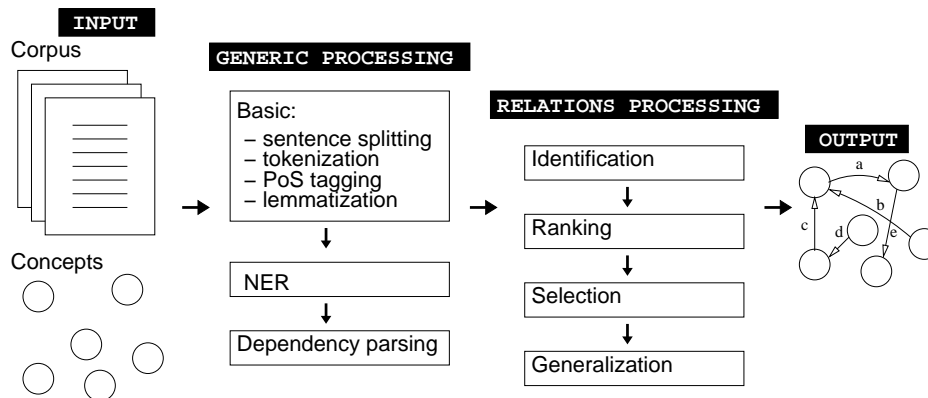 INPUT
Corpus
Concepts
GENERIC PROCESSING
Basic:
– sentence splitting
– tokenization
– PoS tagging
– lemmatization
NER
Dependency parsing
RELATIONS PROCESSING
Identification
Ranking
Selection
Generalization
OUTPUT
a
b
c
d
e